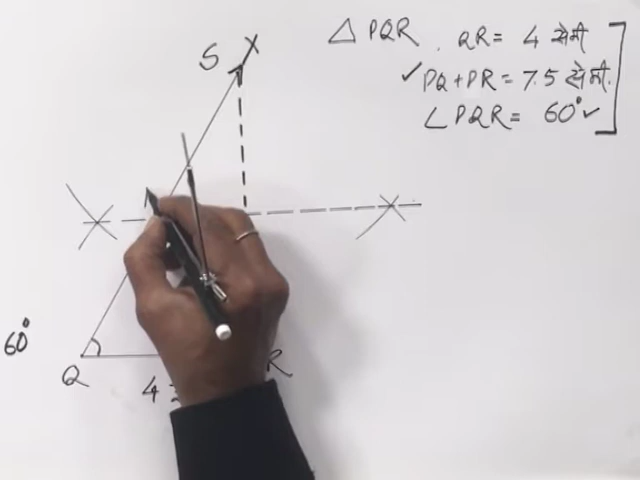 △ PQR . QR = 4 सेमी
✓ PQ + PR = 7.5 सेमी.
∠ PQR = 60° ✓
S X
60°
Q R
4